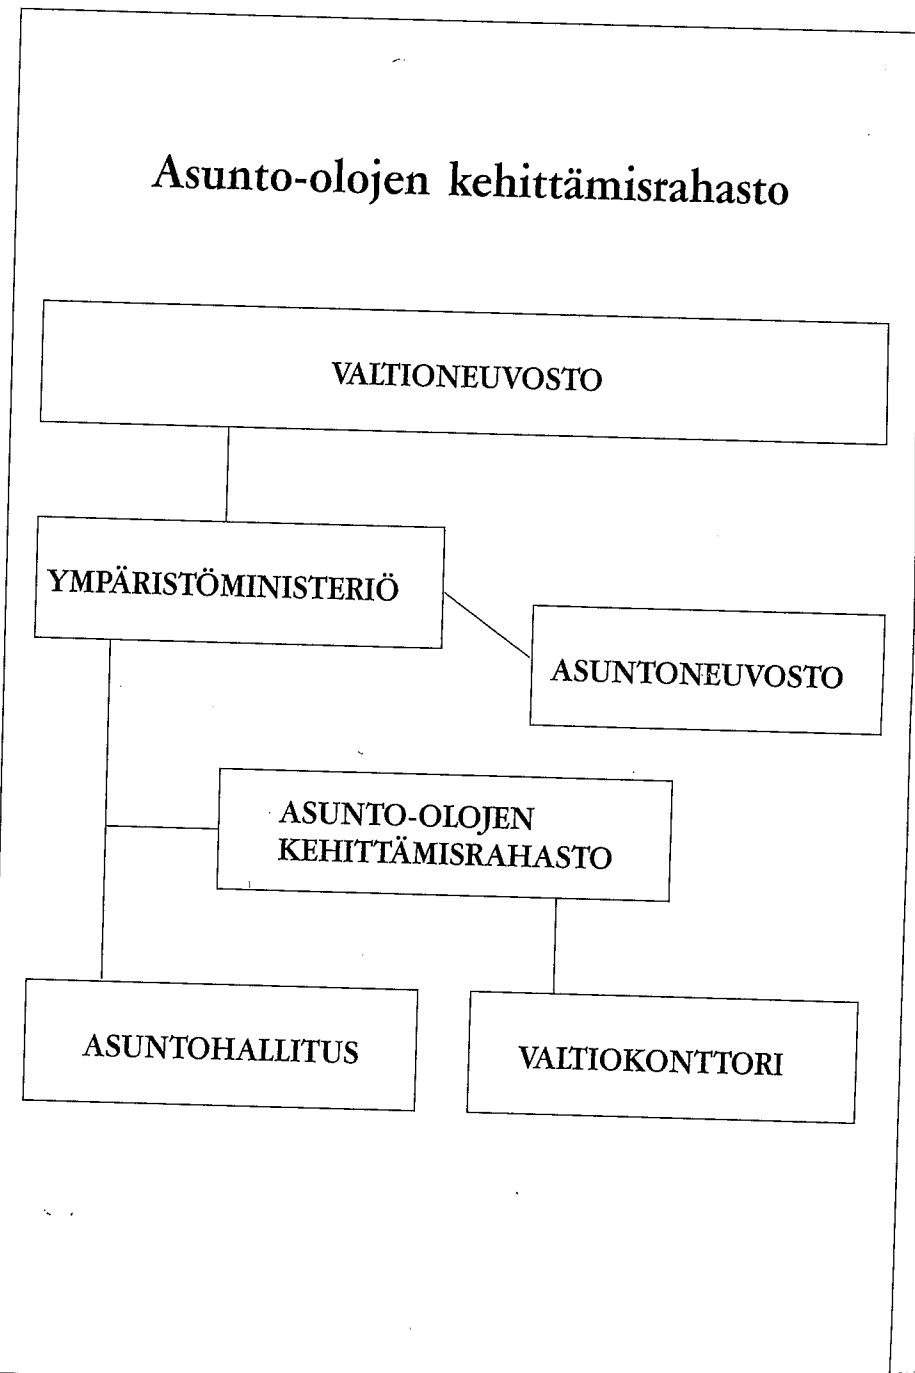 Asunto-olojen kehittämisrahasto
VALTIONEUVOSTO
YMPÄRISTÖMINISTERIÖ
ASUNTONEUVOSTO
ASUNTO-OLOJEN
KEHITTÄMISRAHASTO
ASUNTOHALLITUS
VALTIOKONTTORI